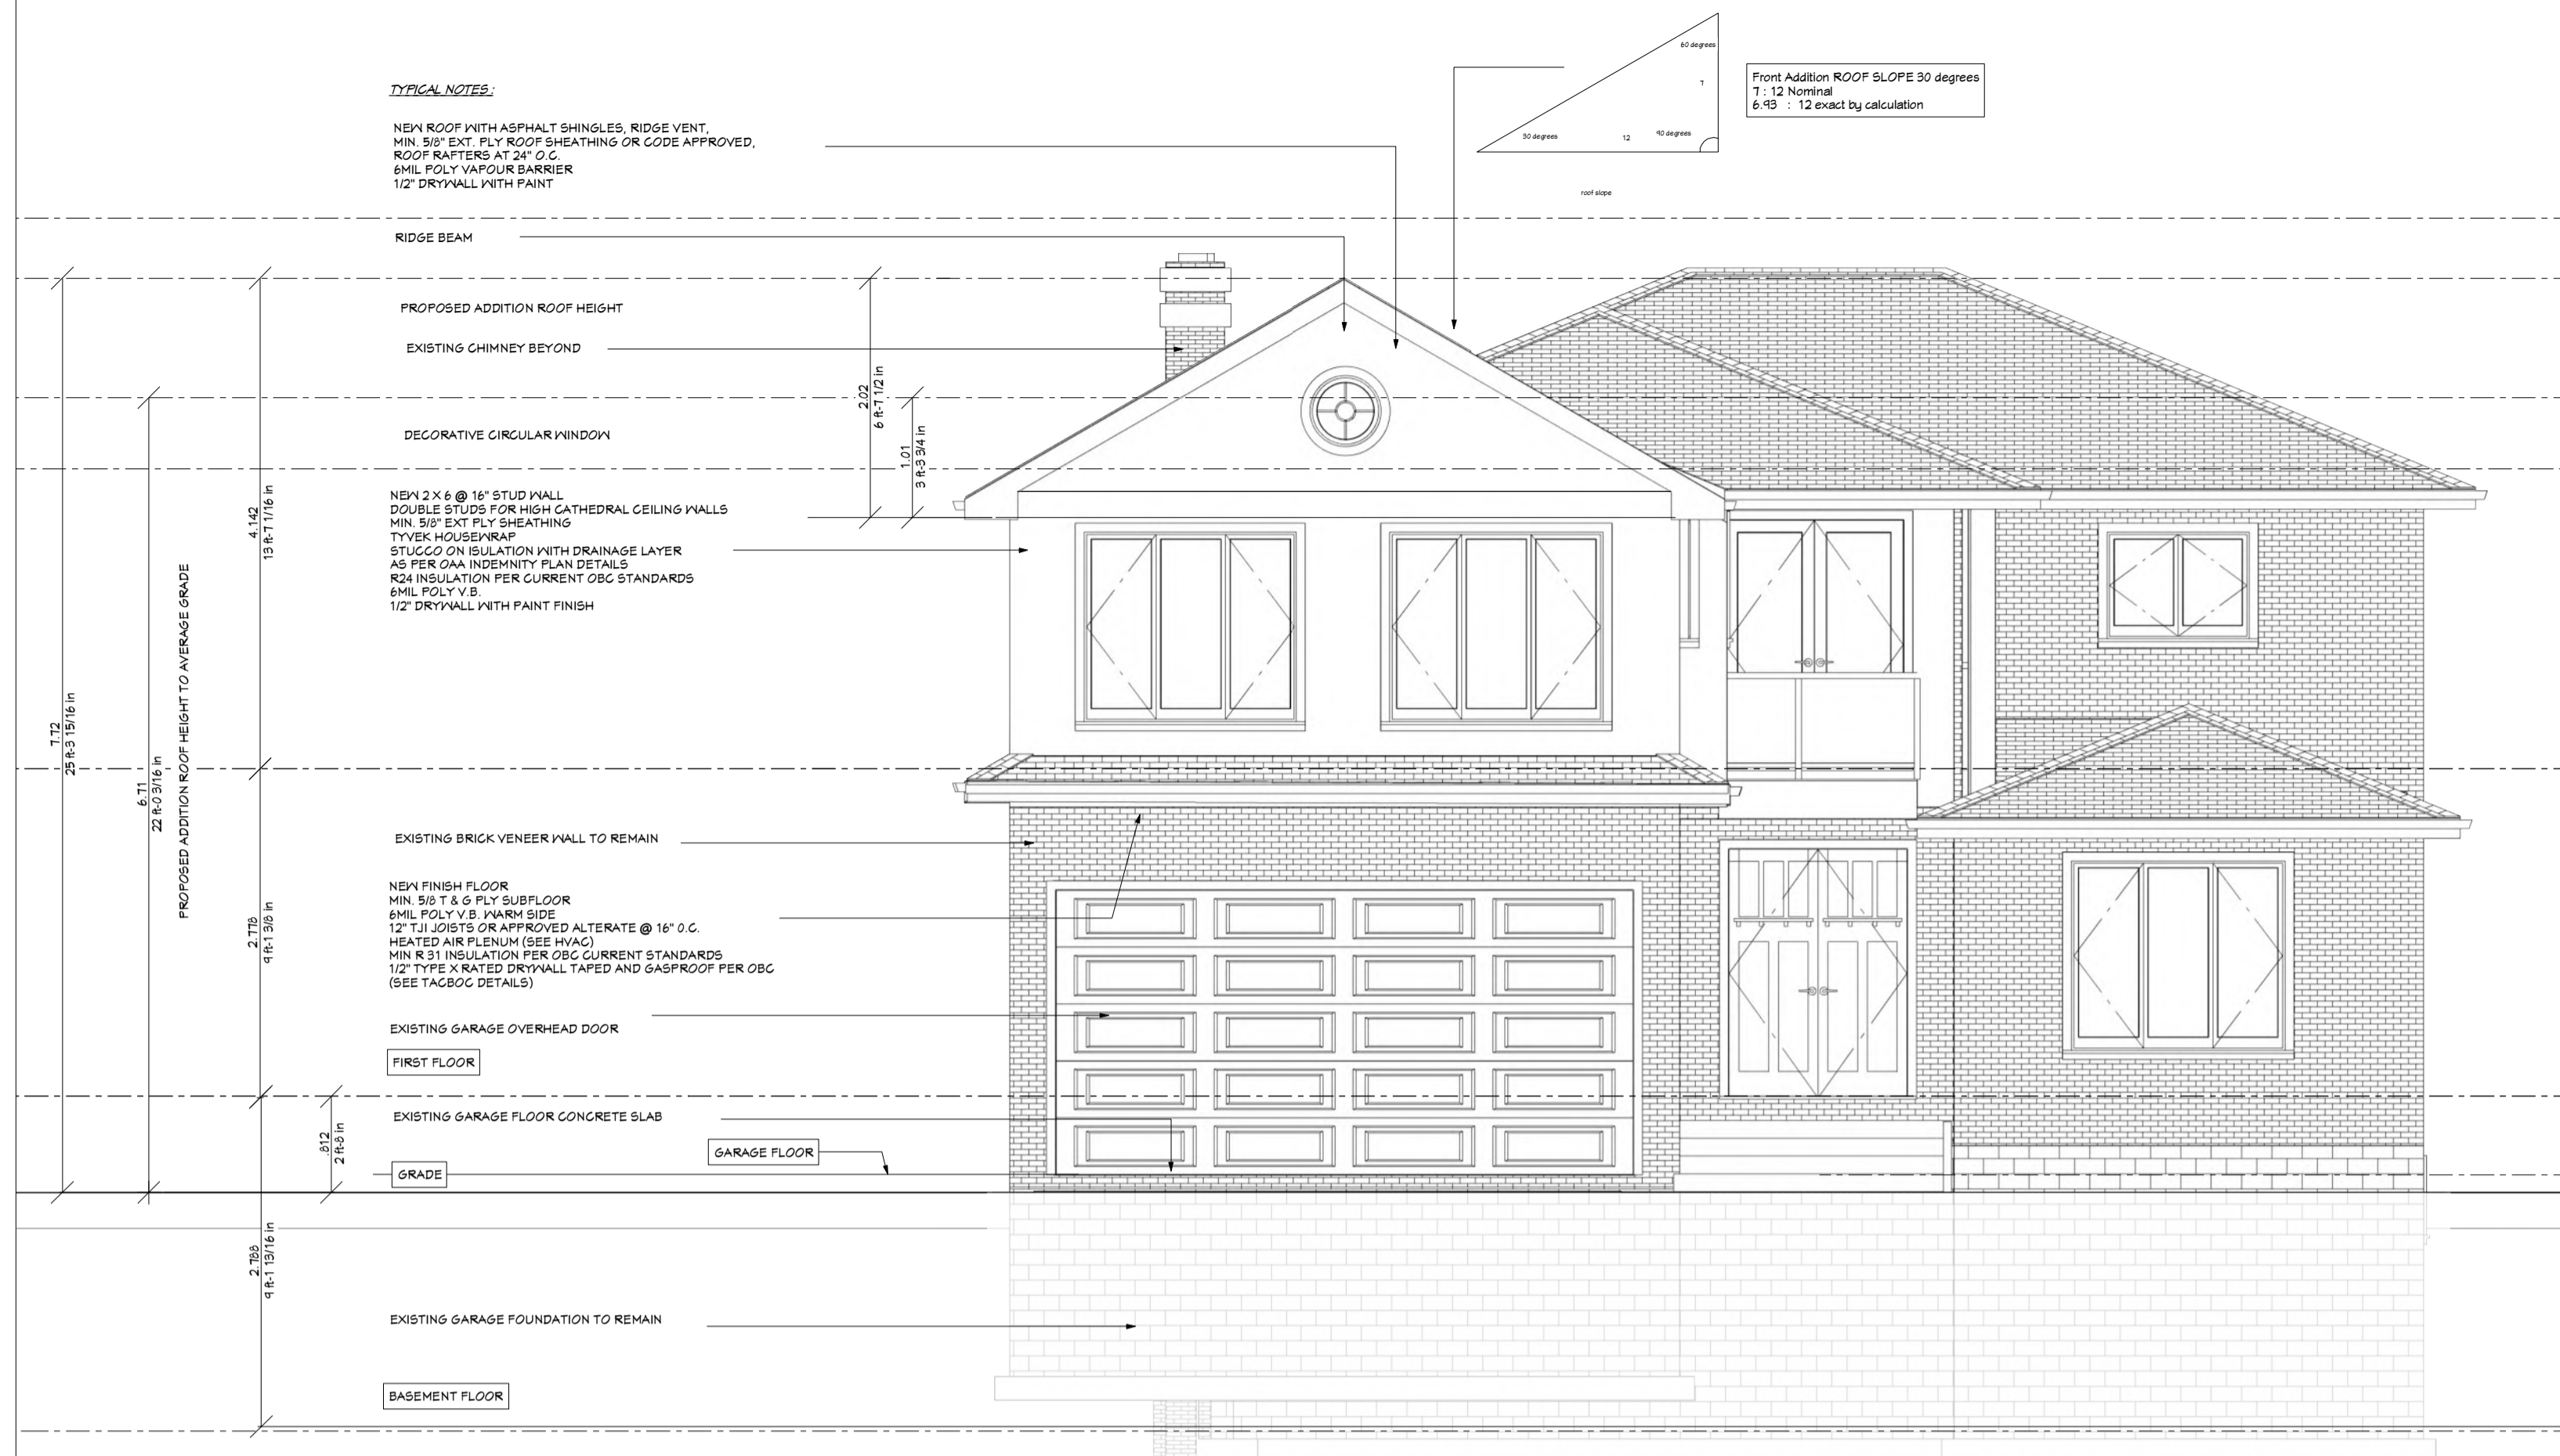 60 degrees
7
30 degrees
12
90 degrees
roof slope
Front Addition ROOF SLOPE 30 degrees
7 : 12 Nominal
6.93 : 12 exact by calculation
TYPICAL NOTES :
NEW ROOF WITH ASPHALT SHINGLES, RIDGE VENT,
MIN. 5/8" EXT. PLY ROOF SHEATHING OR CODE APPROVED,
ROOF RAFTERS AT 24" O.C.
6MIL POLY VAPOUR BARRIER
1/2" DRYWALL WITH PAINT
RIDGE BEAM
PROPOSED ADDITION ROOF HEIGHT
EXISTING CHIMNEY BEYOND
2.02
6 ft-7 1/2 in
1.01
3 ft-3 3/4 in
DECORATIVE CIRCULAR WINDOW
NEW 2 X 6 @ 16" STUD WALL
DOUBLE STUDS FOR HIGH CATHEDRAL CEILING WALLS
MIN. 5/8" EXT PLY SHEATHING
TYVEK HOUSEWRAP
STUCCO ON ISULATION WITH DRAINAGE LAYER
AS PER OAA INDEMNITY PLAN DETAILS
R24 INSULATION PER CURRENT OBC STANDARDS
6MIL POLY V.B.
1/2" DRYWALL WITH PAINT FINISH
4.142
13 ft-7 1/16 in
7.72
25 ft-3 15/16 in
6.711
22 ft-0 3/16 in
PROPOSED ADDITION ROOF HEIGHT TO AVERAGE GRADE
EXISTING BRICK VENEER WALL TO REMAIN
NEW FINISH FLOOR
MIN. 5/8 T & G PLY SUBFLOOR
6MIL POLY V.B. WARM SIDE
12" TJI JOISTS OR APPROVED ALTERATE @ 16" O.C.
HEATED AIR PLENUM (SEE HVAC)
MIN R 31 INSULATION PER OBC CURRENT STANDARDS
1/2" TYPE X RATED DRYWALL TAPED AND GASPROOF PER OBC
(SEE TACBOC DETAILS)
2.778
9 ft-1 3/8 in
EXISTING GARAGE OVERHEAD DOOR
FIRST FLOOR
EXISTING GARAGE FLOOR CONCRETE SLAB
.812
2 ft-8 in
GARAGE FLOOR
GRADE
2.788
9 ft-1 13/16 in
EXISTING GARAGE FOUNDATION TO REMAIN
BASEMENT FLOOR